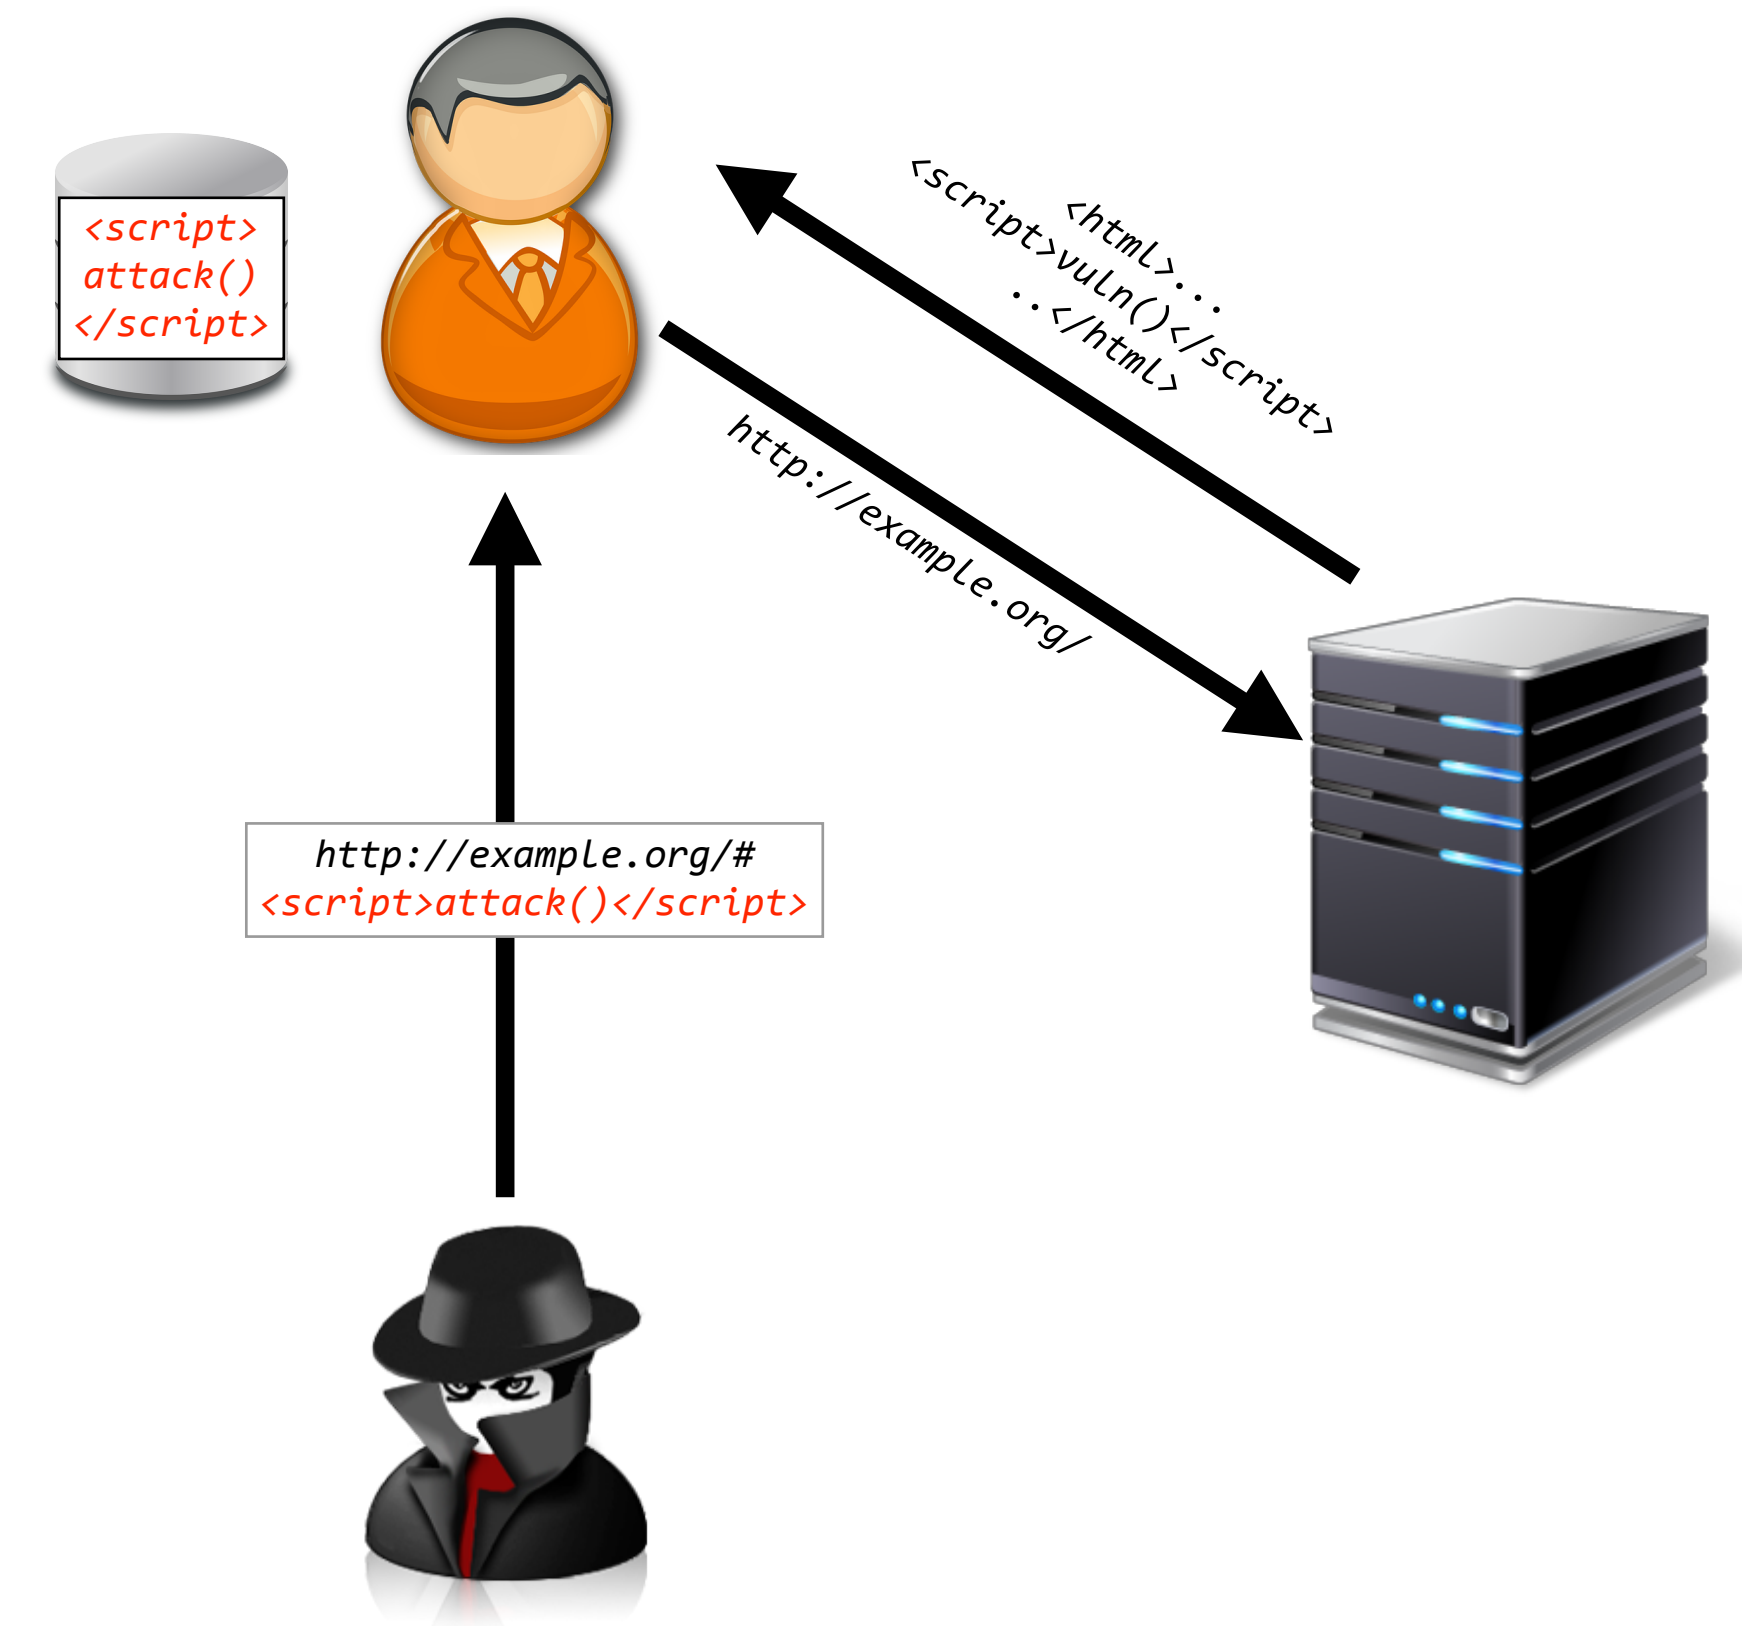 <script>
attack()
</script>
<html>...
<script>vuln()</script>
..</html>
http://example.org/
http://example.org/#
<script>attack()</script>